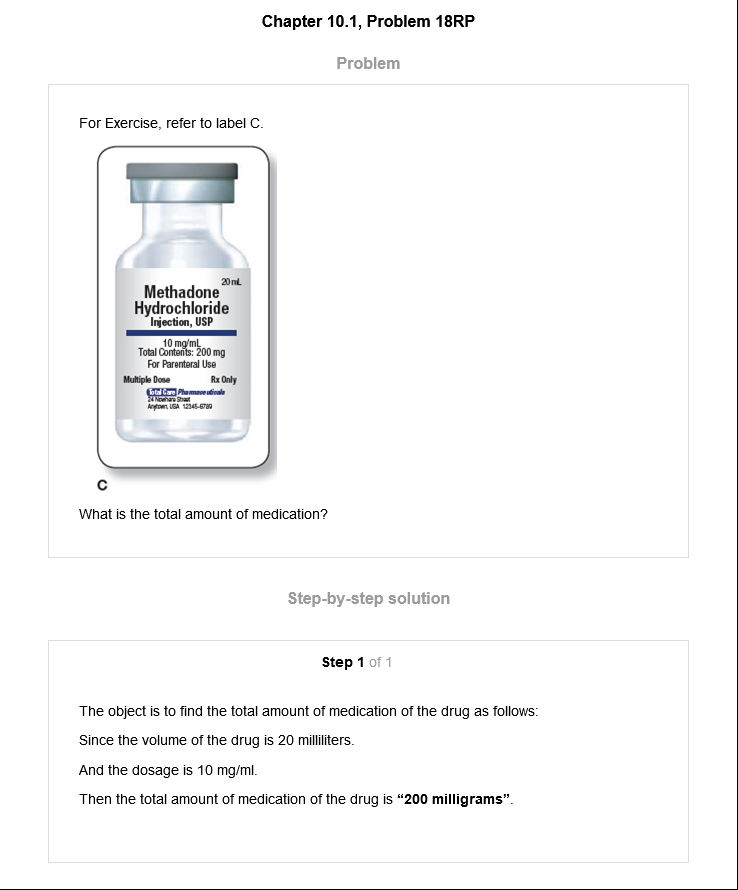 Chapter 10.1, Problem 18RP
Problem
For Exercise, refer to label C.
20 mL
Methadone
Hydrochloride
Injection, USP
10 mg/mL
Total Contents: 200 mg
For Parenteral Use
Multiple Dose Rx Only
Total Care Pharmaceuticals
24 Nowhere Street
Anytown, USA 12345-6789
C
What is the total amount of medication?
Step-by-step solution
Step 1 of 1
The object is to find the total amount of medication of the drug as follows:
Since the volume of the drug is 20 milliliters.
And the dosage is 10 mg/ml.
Then the total amount of medication of the drug is “200 milligrams”.